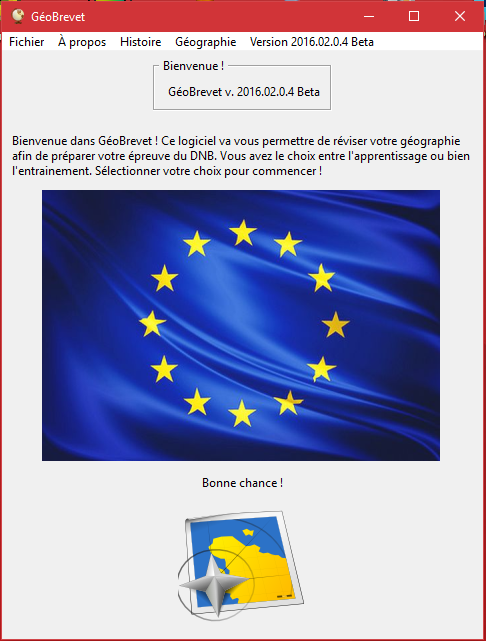 GéoBrevet
Fichier À propos Histoire Géographie Version 2016.02.0.4 Beta
Bienvenue !
GéoBrevet v. 2016.02.0.4 Beta
Bienvenue dans GéoBrevet ! Ce logiciel va vous permettre de réviser votre géographie
afin de préparer votre épreuve du DNB. Vous avez le choix entre l'apprentissage ou bien
l'entrainement. Sélectionner votre choix pour commencer !
Bonne chance !